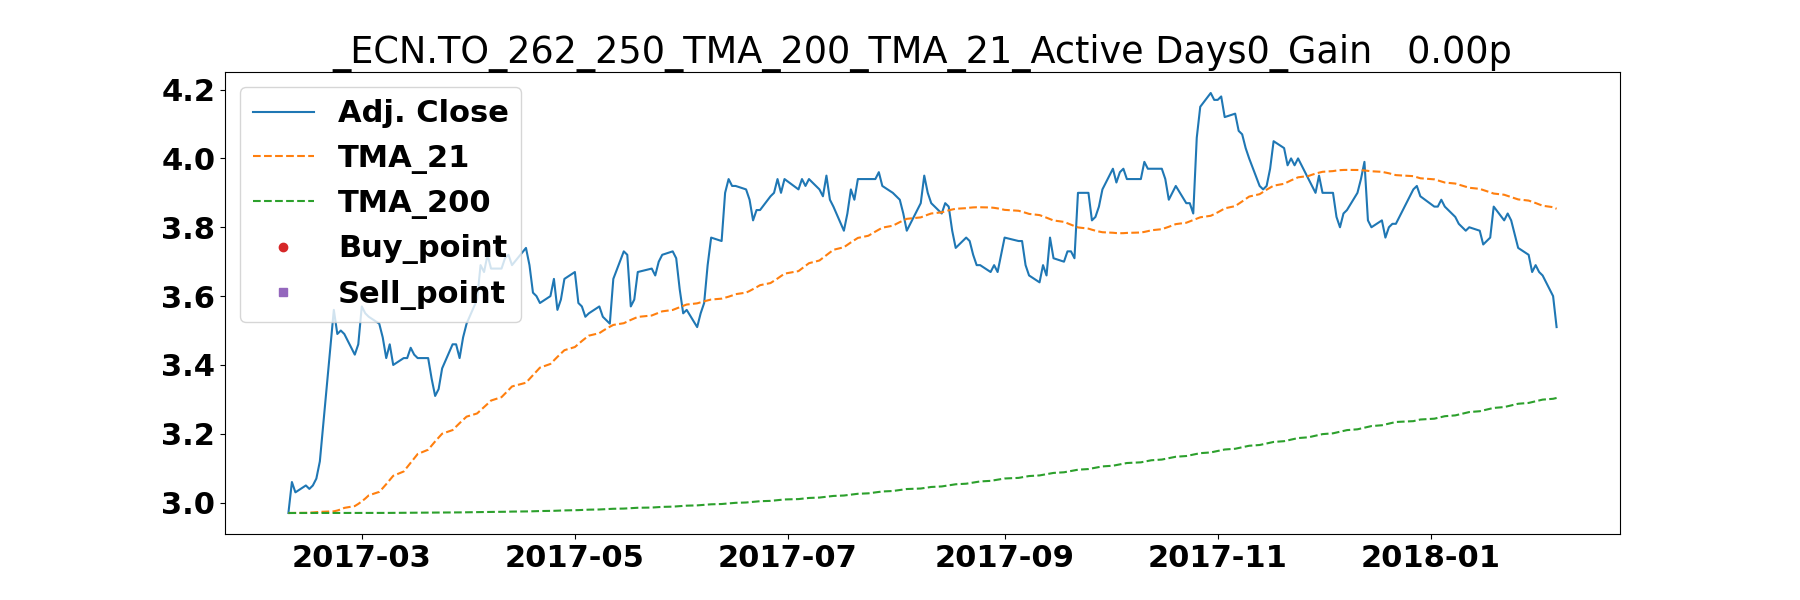 _ECN.TO_262_250_TMA_200_TMA_21_Active Days0_Gain   0.00p
4.2
4.0
3.8
3.6
3.4
3.2
3.0
Adj. Close
TMA_21
TMA_200
Buy_point
Sell_point
2017-03 2017-05 2017-07 2017-09 2017-11 2018-01